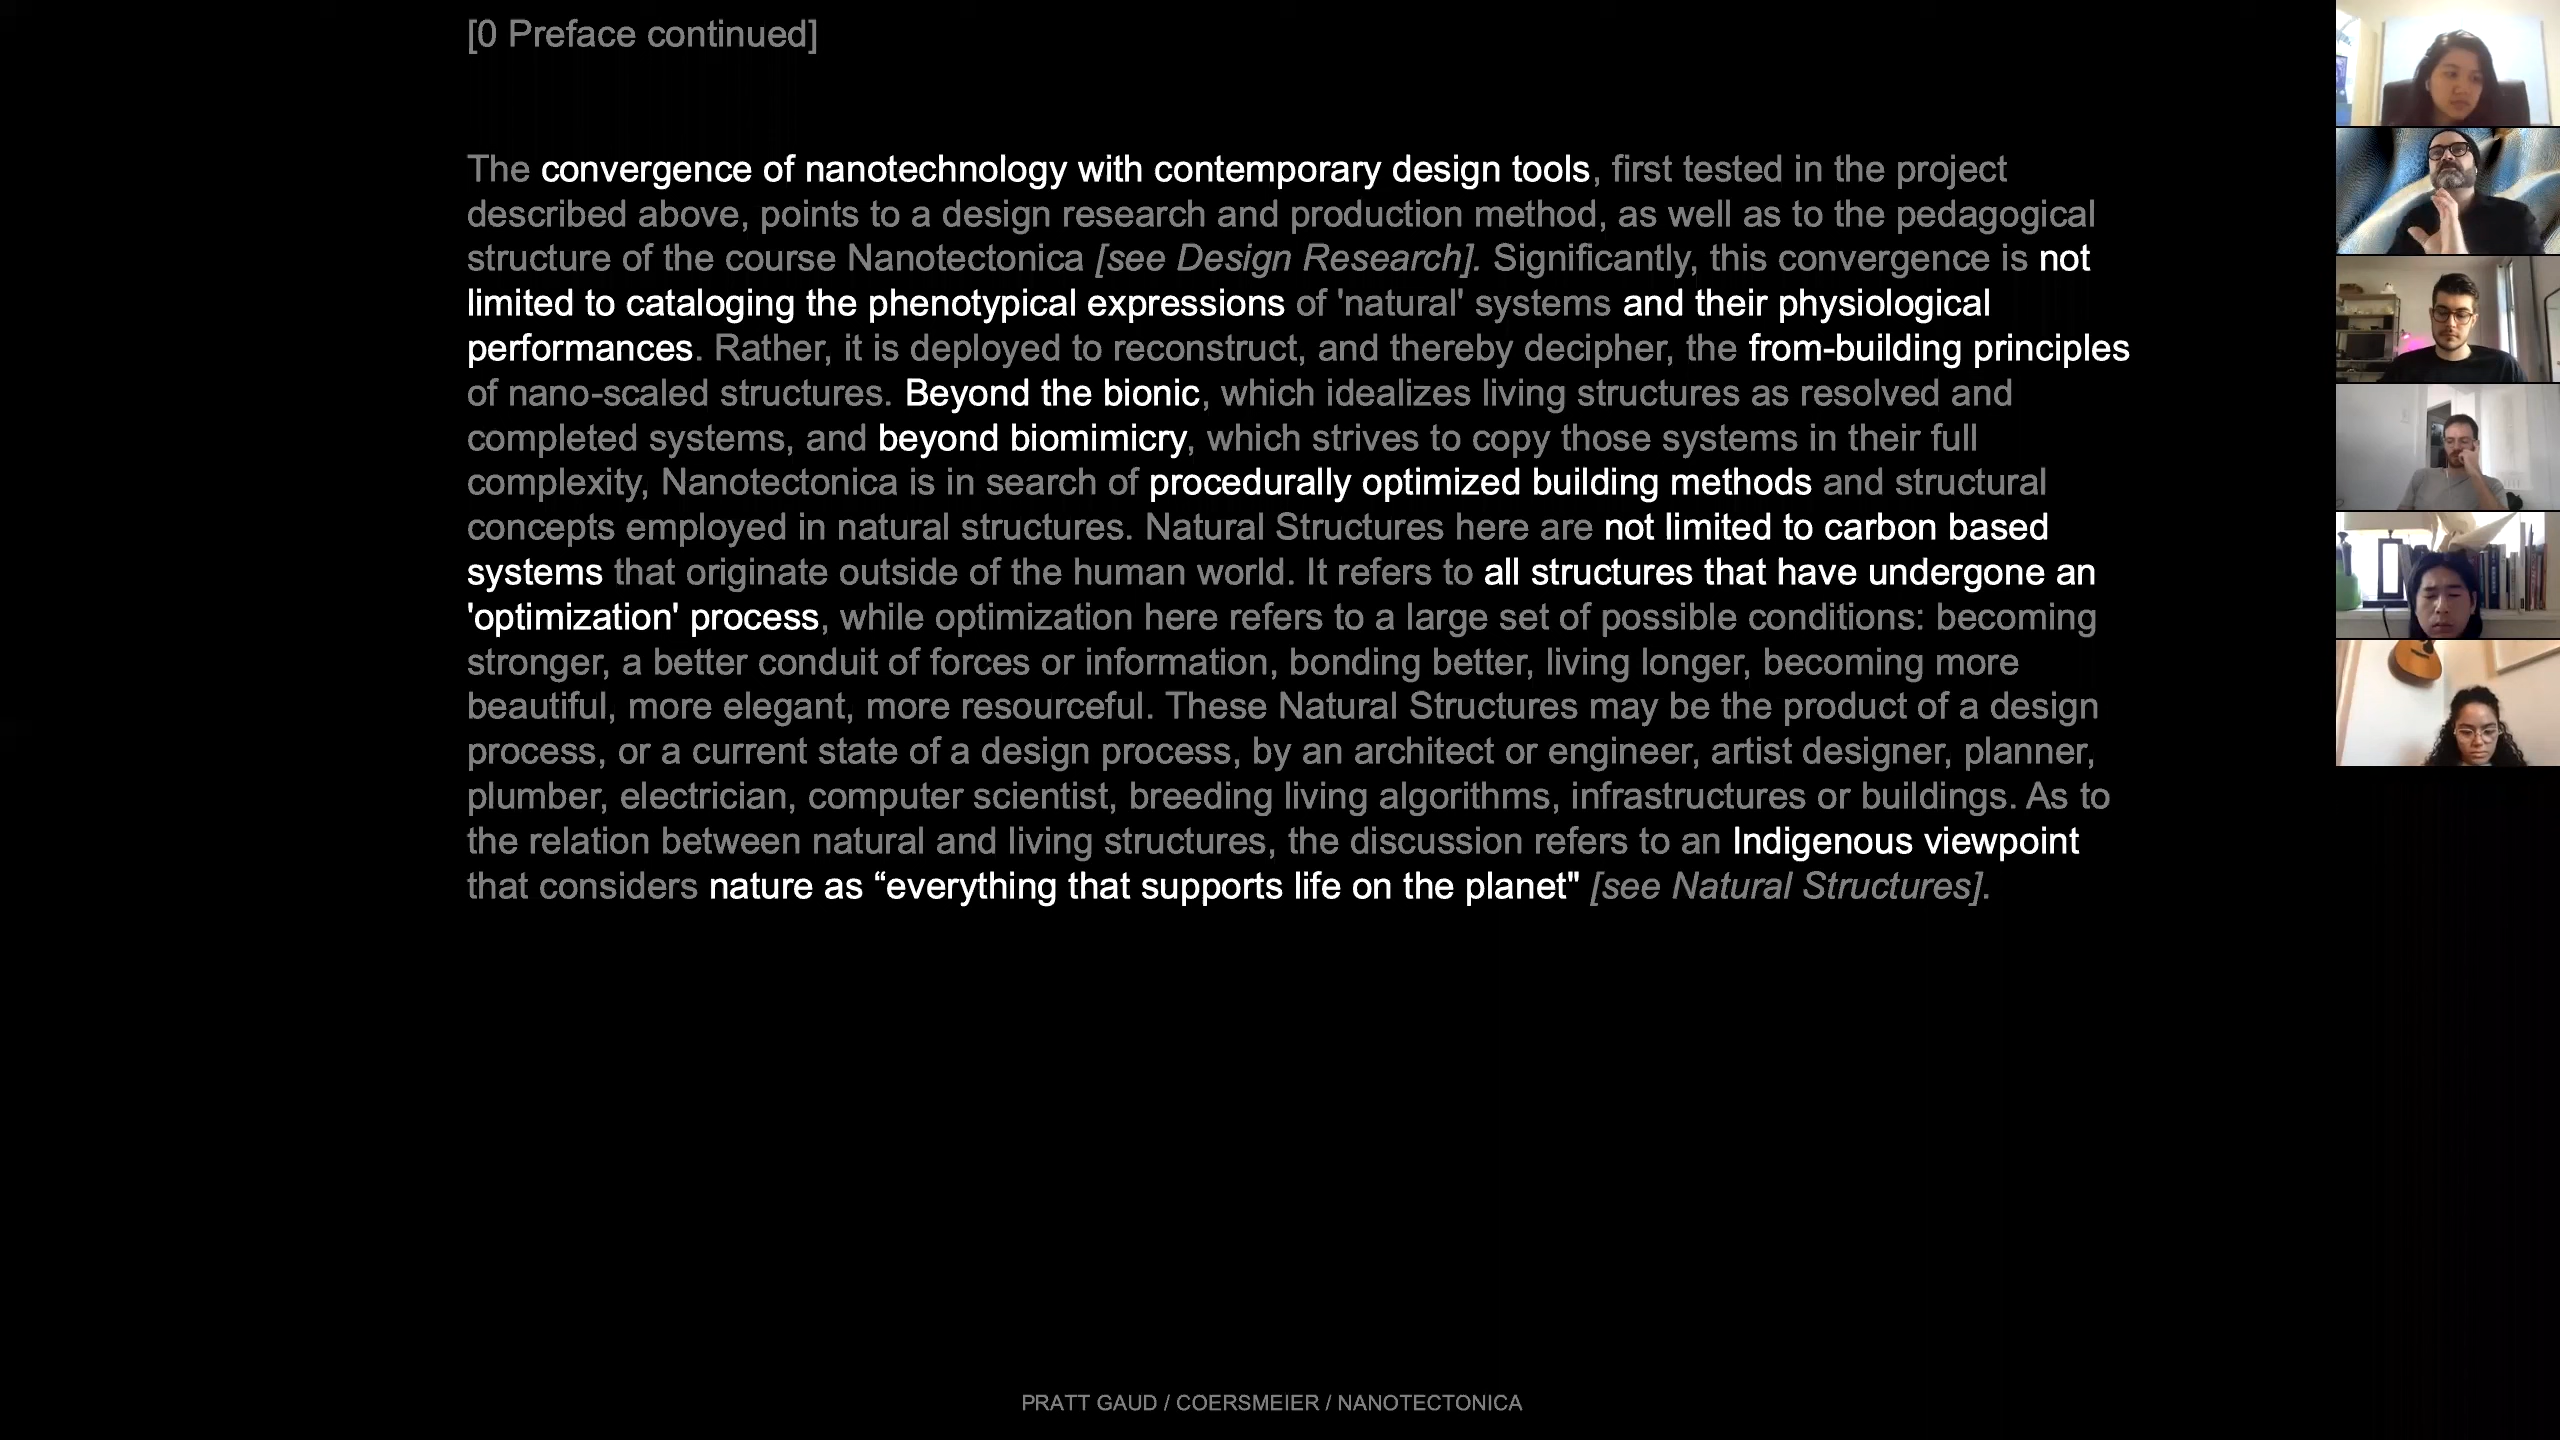 [0 Preface continued]
The convergence of nanotechnology with contemporary design tools, first tested in the project
described above, points to a design research and production method, as well as to the pedagogical
structure of the course Nanotectonica [see Design Research]. Significantly, this convergence is not
limited to cataloging the phenotypical expressions of 'natural' systems and their physiological
performances. Rather, it is deployed to reconstruct, and thereby decipher, the from-building principles
of nano-scaled structures. Beyond the bionic, which idealizes living structures as resolved and
completed systems, and beyond biomimicry, which strives to copy those systems in their full
complexity, Nanotectonica is in search of procedurally optimized building methods and structural
concepts employed in natural structures. Natural Structures here are not limited to carbon based
systems that originate outside of the human world. It refers to all structures that have undergone an
'optimization' process, while optimization here refers to a large set of possible conditions: becoming
stronger, a better conduit of forces or information, bonding better, living longer, becoming more
beautiful, more elegant, more resourceful. These Natural Structures may be the product of a design
process, or a current state of a design process, by an architect or engineer, artist designer, planner,
plumber, electrician, computer scientist, breeding living algorithms, infrastructures or buildings. As to
the relation between natural and living structures, the discussion refers to an Indigenous viewpoint
that considers nature as “everything that supports life on the planet" [see Natural Structures].
PRATT GAUD / COERSMEIER / NANOTECTONICA